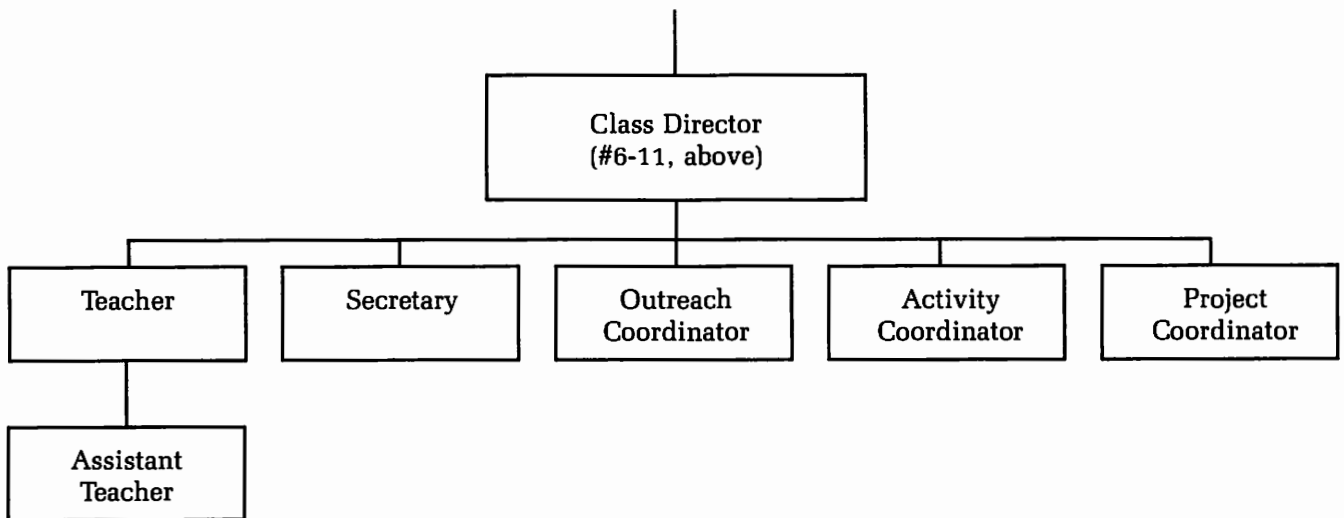 Class Director
(#6-11, above)
Teacher
Secretary
Outreach
Coordinator
Activity
Coordinator
Project
Coordinator
Assistant
Teacher